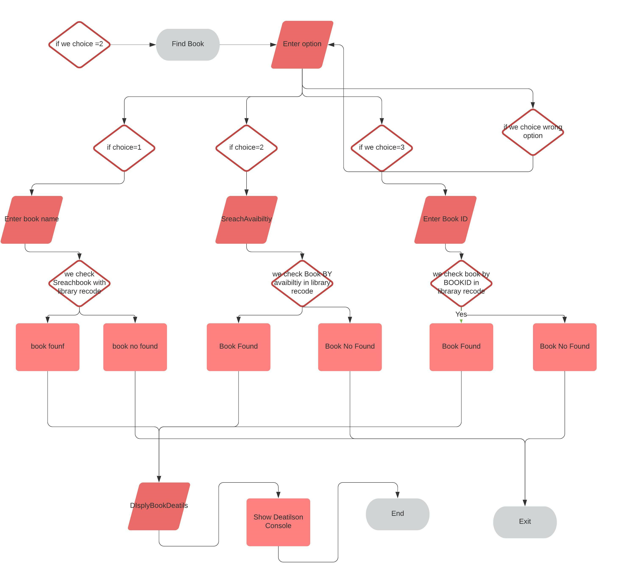 if we choice =2
Find Book
Enter option
if we choice wrong
option
if choice=1
if choice=2
if we choice=3
Enter book name
SreachAvaibiltiy
Enter Book ID
we check
Sreachbook with
library recode
we check Book BY
avaibiltiy in library
recode
we check book by
BOOKID in
libraray recode
Yes
book founf
book no found
Book Found
Book No Found
Book Found
Book No Found
DIsplyBookDeatils
Show Deatilson
Console
End
Exit